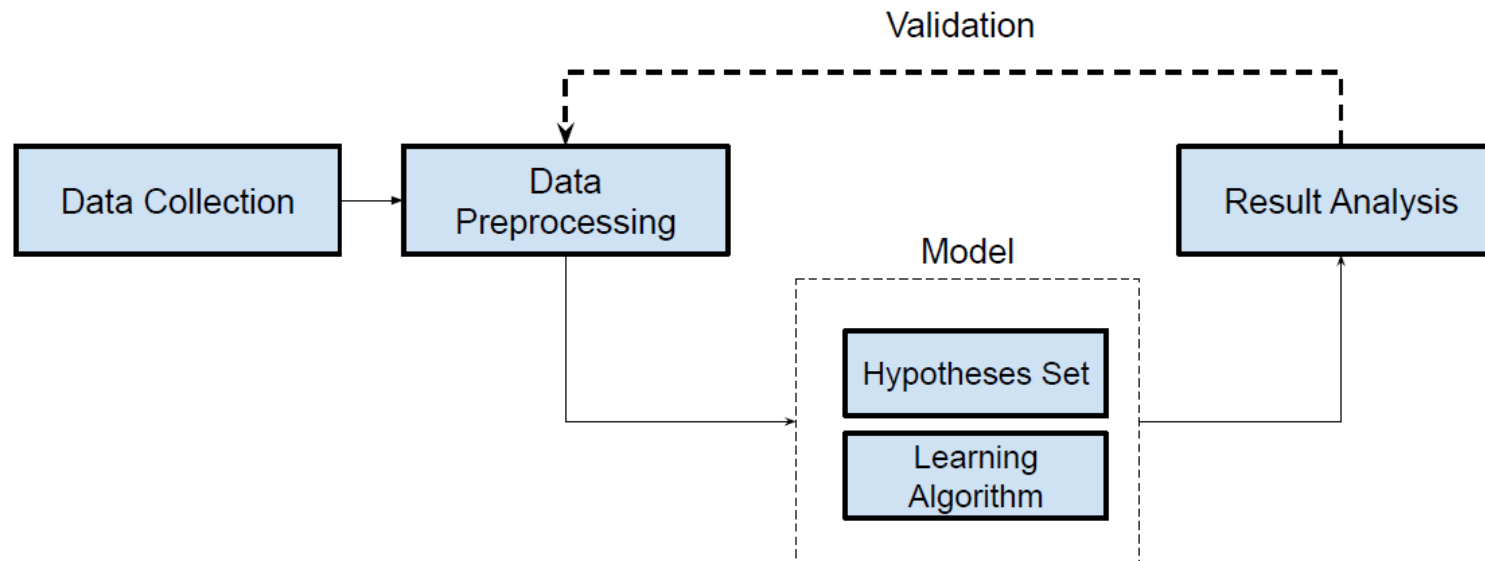 Validation
Data Collection
Data
Preprocessing
Result Analysis
Model
Hypotheses Set
Learning
Algorithm